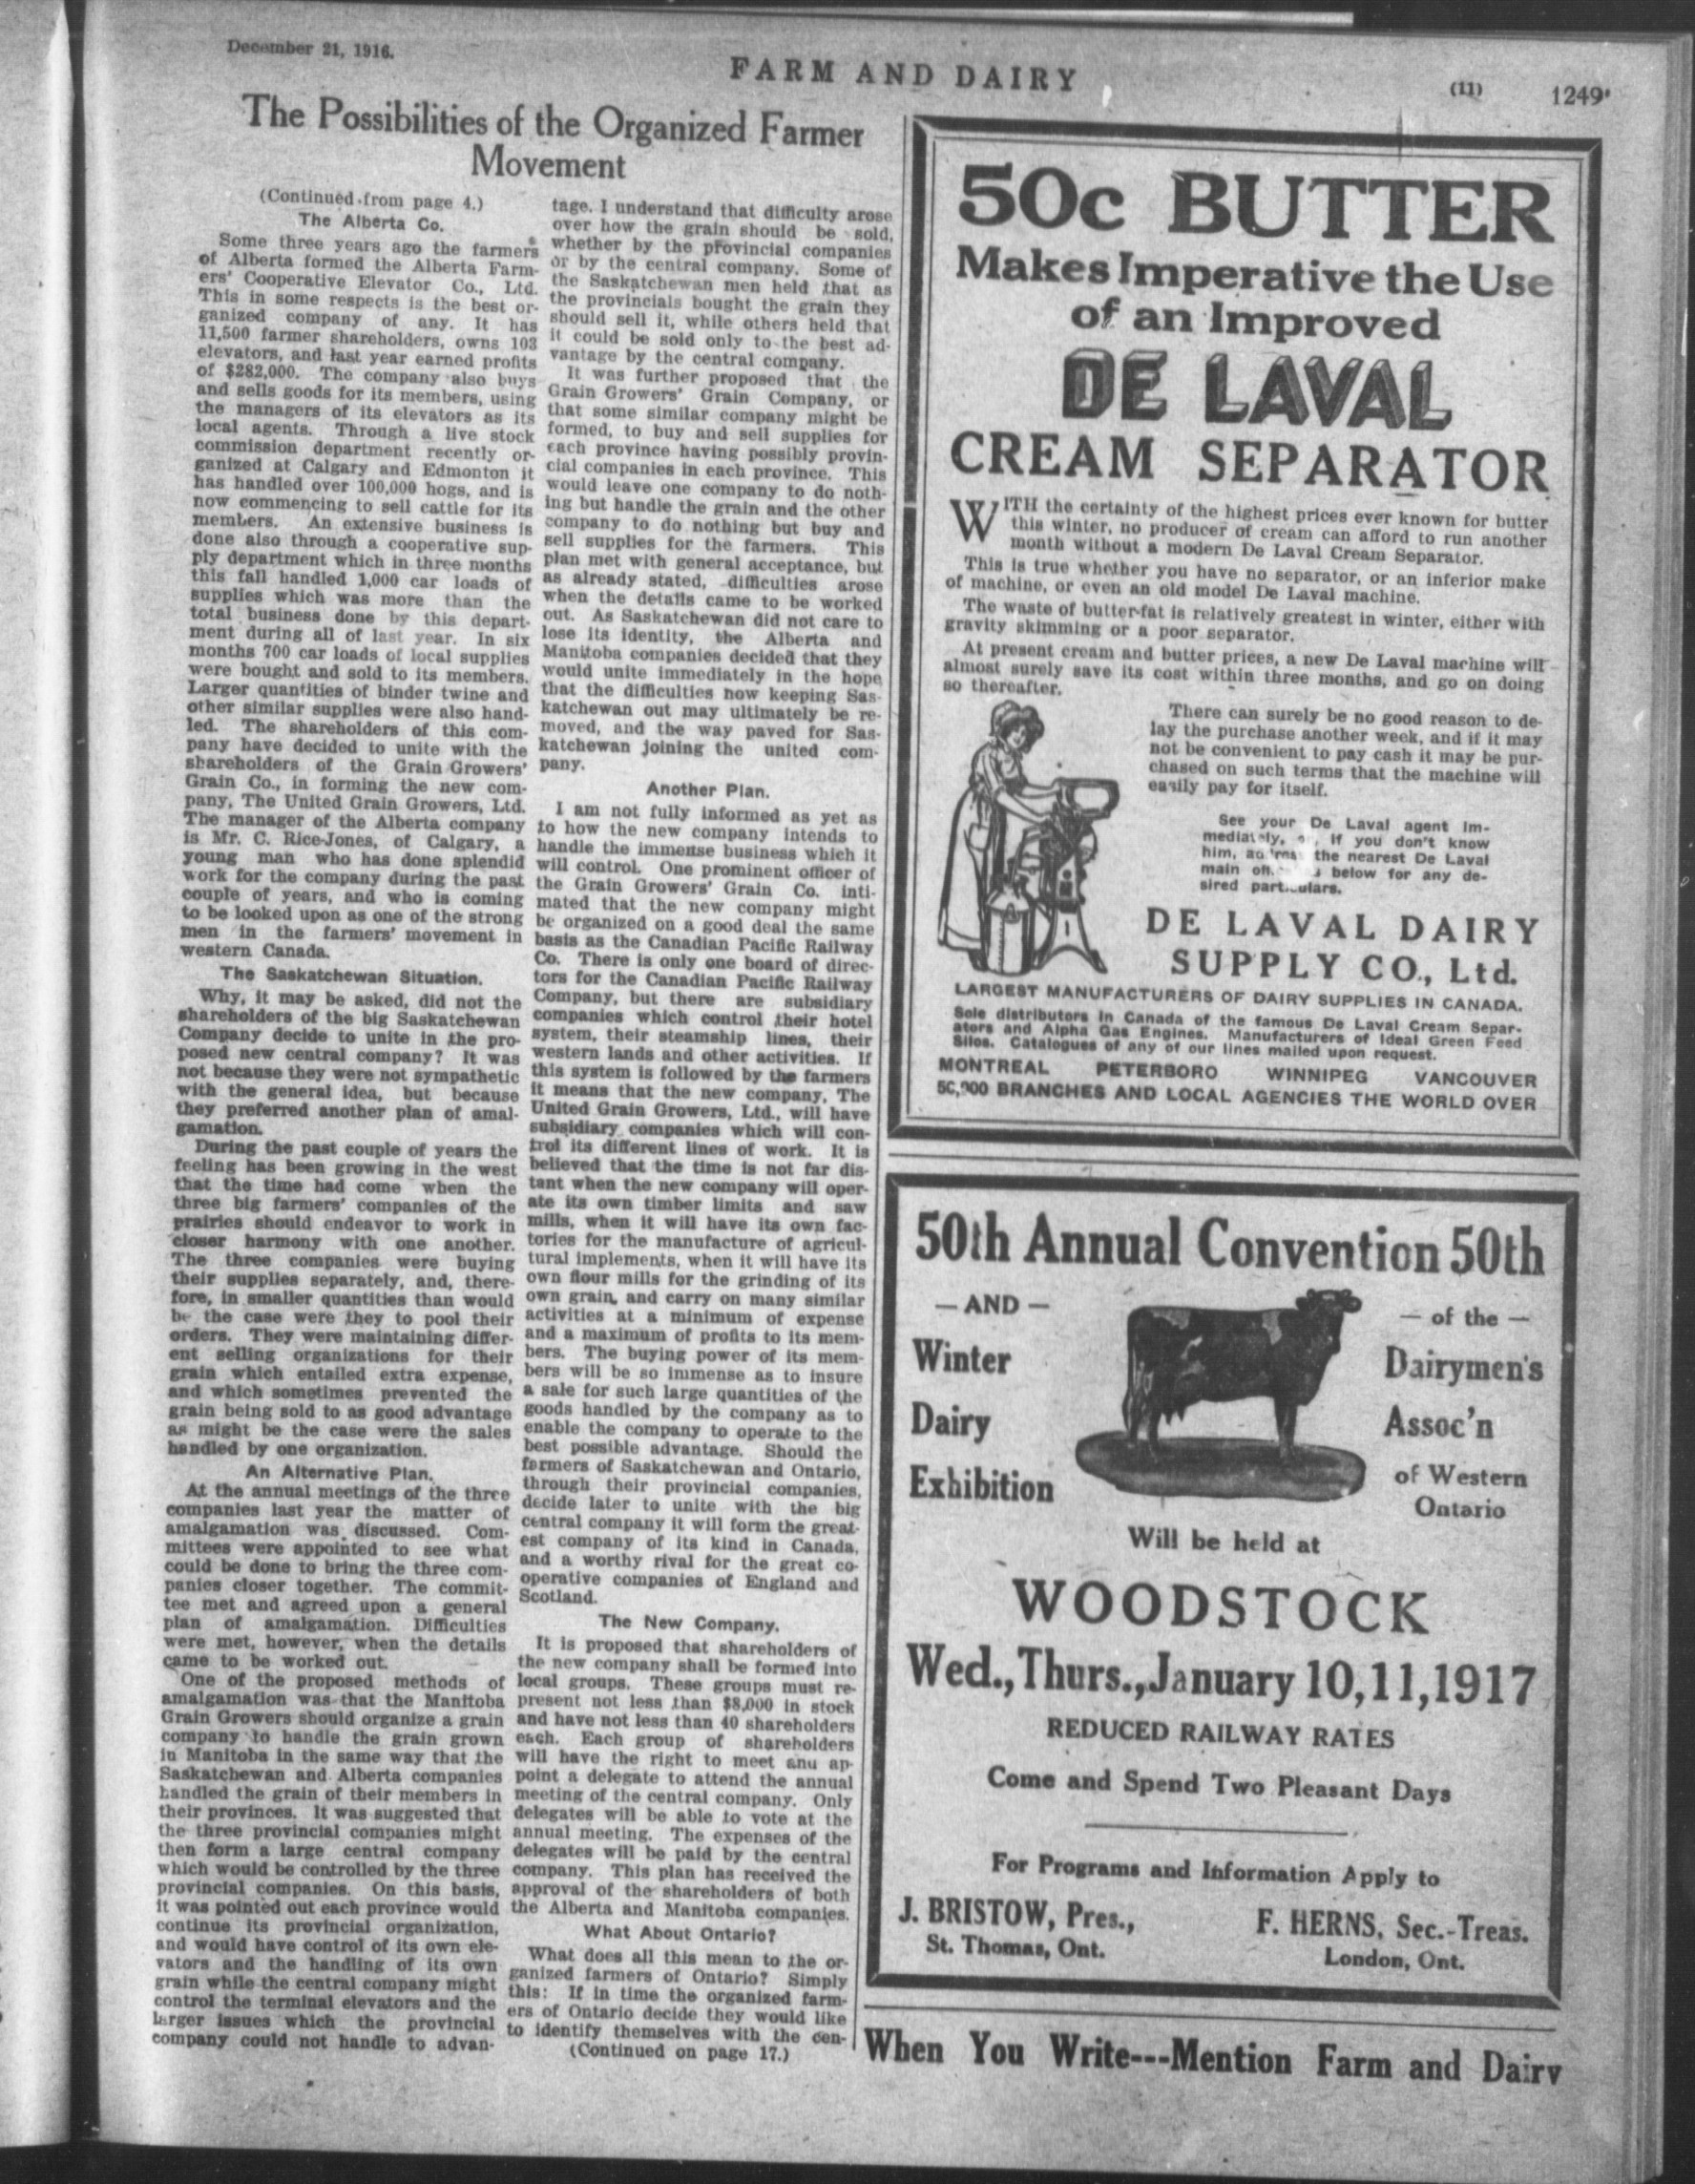 December 21, 1916.
FARM AND DAIRY
(11)
1249
The Possibilities of the Organized Farmer
Movement
(Continued from page 4.)
The Alberta Co.
Some three years ago the farmers
of Alberta formed the Alberta Farm-
ers' Cooperative Elevator Co., Ltd.
This in some respects is the best or-
ganized company of any. It has
11,500 farmer shareholders, owns 103
elevators, and last year earned profits
of $282,000. The company also buys
and sells goods for its members, using
the managers of its elevators as its
local agents. Through a live stock
commission department recently or-
ganized at Calgary and Edmonton it
has handled over 100,000 hogs, and is
now commencing to sell cattle for its
members. An extensive business is
done also through a cooperative sup-
ply department which in three months
this fall handled 1,000 car loads of
supplies which was more than the
total business done by this depart-
ment during all of last year. In six
months 700 car loads of local supplies
were bought and sold to its members.
Larger quantities of binder twine and
other similar supplies were also hand-
led. The shareholders of this com-
pany have decided to unite with the
shareholders of the Grain Growers'
Grain Co., in forming the new com-
pany, The United Grain Growers, Ltd.
The manager of the Alberta company
is Mr. C. Rice-Jones, of Calgary, a
young man who has done splendid
work for the company during the past
couple of years, and who is coming
to be looked upon as one of the strong
men in the farmers' movement in
western Canada.
The Saskatchewan Situation.
Why, it may be asked, did not the
shareholders of the big Saskatchewan
Company decide to unite in the pro-
posed new central company? It was
not because they were not sympathetic
with the general idea, but because
they preferred another plan of amal-
gamation.
During the past couple of years the
feeling has been growing in the west
that the time had come when the
three big farmers' companies of the
prairies should endeavor to work in
closer harmony with one another.
The three companies were buying
their supplies separately, and, there-
fore, in smaller quantities than would
be the case were they to pool their
orders. They were maintaining differ-
ent selling organizations for their
grain which entailed extra expense,
and which sometimes prevented the
grain being sold to as good advantage
as might be the case were the sales
handled by one organization.
An Alternative Plan.
At the annual meetings of the three
companies last year the matter of
amalgamation was discussed. Com-
mittees were appointed to see what
could be done to bring the three com-
panies closer together. The commit-
tee met and agreed upon a general
plan of amalgamation. Difficulties
were met, however, when the details
came to be worked out.
One of the proposed methods of
amalgamation was that the Manitoba
Grain Growers should organize a grain
company to handle the grain grown
in Manitoba in the same way that the
Saskatchewan and Alberta companies
handled the grain of their members in
their provinces. It was suggested that
the three provincial companies might
then form a large central company
which would be controlled by the three
provincial companies. On this basis,
it was pointed out each province would
continue its provincial organization,
and would have control of its own ele-
vators and the handling of its own
grain while the central company might
control the terminal elevators and the
larger issues which the provincial
company could not handle to advan-
tage. I understand that difficulty arose
over how the grain should be sold,
whether by the provincial companies
or by the central company. Some of
the Saskatchewan men held that as
the provincials bought the grain they
should sell it, while others held that
it could be sold only to the best ad-
vantage by the central company.
It was further proposed that the
Grain Growers' Grain Company, or
that some similar company might be
formed, to buy and sell supplies for
each province having possibly provin-
cial companies in each province. This
would leave one company to do noth-
ing but handle the grain and the other
company to do nothing but buy and
sell supplies for the farmers. This
plan met with general acceptance, but
as already stated, difficulties arose
when the details came to be worked
out. As Saskatchewan did not care to
lose its identity, the Alberta and
Manitoba companies decided that they
would unite immediately in the hope
that the difficulties now keeping Sas-
katchewan out may ultimately be re-
moved, and the way paved for Sas-
katchewan joining the united com-
pany.
Another Plan.
I am not fully informed as yet as
to how the new company intends to
handle the immense business which it
will control. One prominent officer of
the Grain Growers' Grain Co. inti-
mated that the new company might
be organized on a good deal the same
basis as the Canadian Pacific Railway
Co. There is only one board of direc-
tors for the Canadian Pacific Railway
Company, but there are subsidiary
companies which control their hotel
system, their steamship lines, their
western lands and other activities. If
this system is followed by the farmers
it means that the new company, The
United Grain Growers, Ltd., will have
subsidiary companies which will con-
trol its different lines of work. It is
believed that the time is not far dis-
tant when the new company will oper-
ate its own timber limits and saw
mills, when it will have its own fac-
tories for the manufacture of agricul-
tural implements, when it will have its
own flour mills for the grinding of its
own grain, and carry on many similar
activities at a minimum of expense
and a maximum of profits to its mem-
bers. The buying power of its mem-
bers will be so immense as to insure
a sale for such large quantities of the
goods handled by the company as to
enable the company to operate to the
best possible advantage. Should the
farmers of Saskatchewan and Ontario,
through their provincial companies,
decide later to unite with the big
central company it will form the great-
est company of its kind in Canada,
and a worthy rival for the great co-
operative companies of England and
Scotland.
The New Company.
It is proposed that shareholders of
the new company shall be formed into
local groups. These groups must re-
present not less than $8,000 in stock
and have not less than 40 shareholders
each. Each group of shareholders
will have the right to meet anu ap-
point a delegate to attend the annual
meeting of the central company. Only
delegates will be able to vote at the
annual meeting. The expenses of the
delegates will be paid by the central
company. This plan has received the
approval of the shareholders of both
the Alberta and Manitoba companies.
What About Ontario?
What does all this mean to the or-
ganized farmers of Ontario? Simply
this: If in time the organized farm-
ers of Ontario decide they would like
to identify themselves with the cen-
(Continued on page 17.)
50c BUTTER
Makes Imperative the Use
of an Improved
DE LAVAL
CREAM SEPARATOR
WITH the certainty of the highest prices ever known for butter
this winter, no producer of cream can afford to run another
month without a modern De Laval Cream Separator.
This is true whether you have no separator, or an inferior make
of machine, or even an old model De Laval machine.
The waste of butter-fat is relatively greatest in winter, either with
gravity skimming or a poor separator.
At present cream and butter prices, a new De Laval machine will
almost surely save its cost within three months, and go on doing
so thereafter.
There can surely be no good reason to de-
lay the purchase another week, and if it may
not be convenient to pay cash it may be pur-
chased on such terms that the machine will
easily pay for itself.
See your De Laval agent im-
mediately, if you don't know
him, the nearest De Laval
main below for any de-
sired particulars.
DE LAVAL DAIRY
SUPPLY CO., Ltd.
LARGEST MANUFACTURERS OF DAIRY SUPPLIES IN CANADA.
Sole distributors in Canada of the famous De Laval Cream Separ-
ators and Alpha Gas Engines. Manufacturers of Ideal Green Feed
Silos. Catalogues of any of our lines mailed upon request.
MONTREAL PETERBORO WINNIPEG VANCOUVER
50,000 BRANCHES AND LOCAL AGENCIES THE WORLD OVER
50th Annual Convention 50th
— AND —
Winter
Dairy
Exhibition
— of the —
Dairymen's
Assoc'n
of Western
Ontario
Will be held at
WOODSTOCK
Wed., Thurs., January 10, 11, 1917
REDUCED RAILWAY RATES
Come and Spend Two Pleasant Days
For Programs and Information Apply to
J. BRISTOW, Pres.,
St. Thomas, Ont.
F. HERNS, Sec.-Treas.
London, Ont.
When You Write---Mention Farm and Dairy